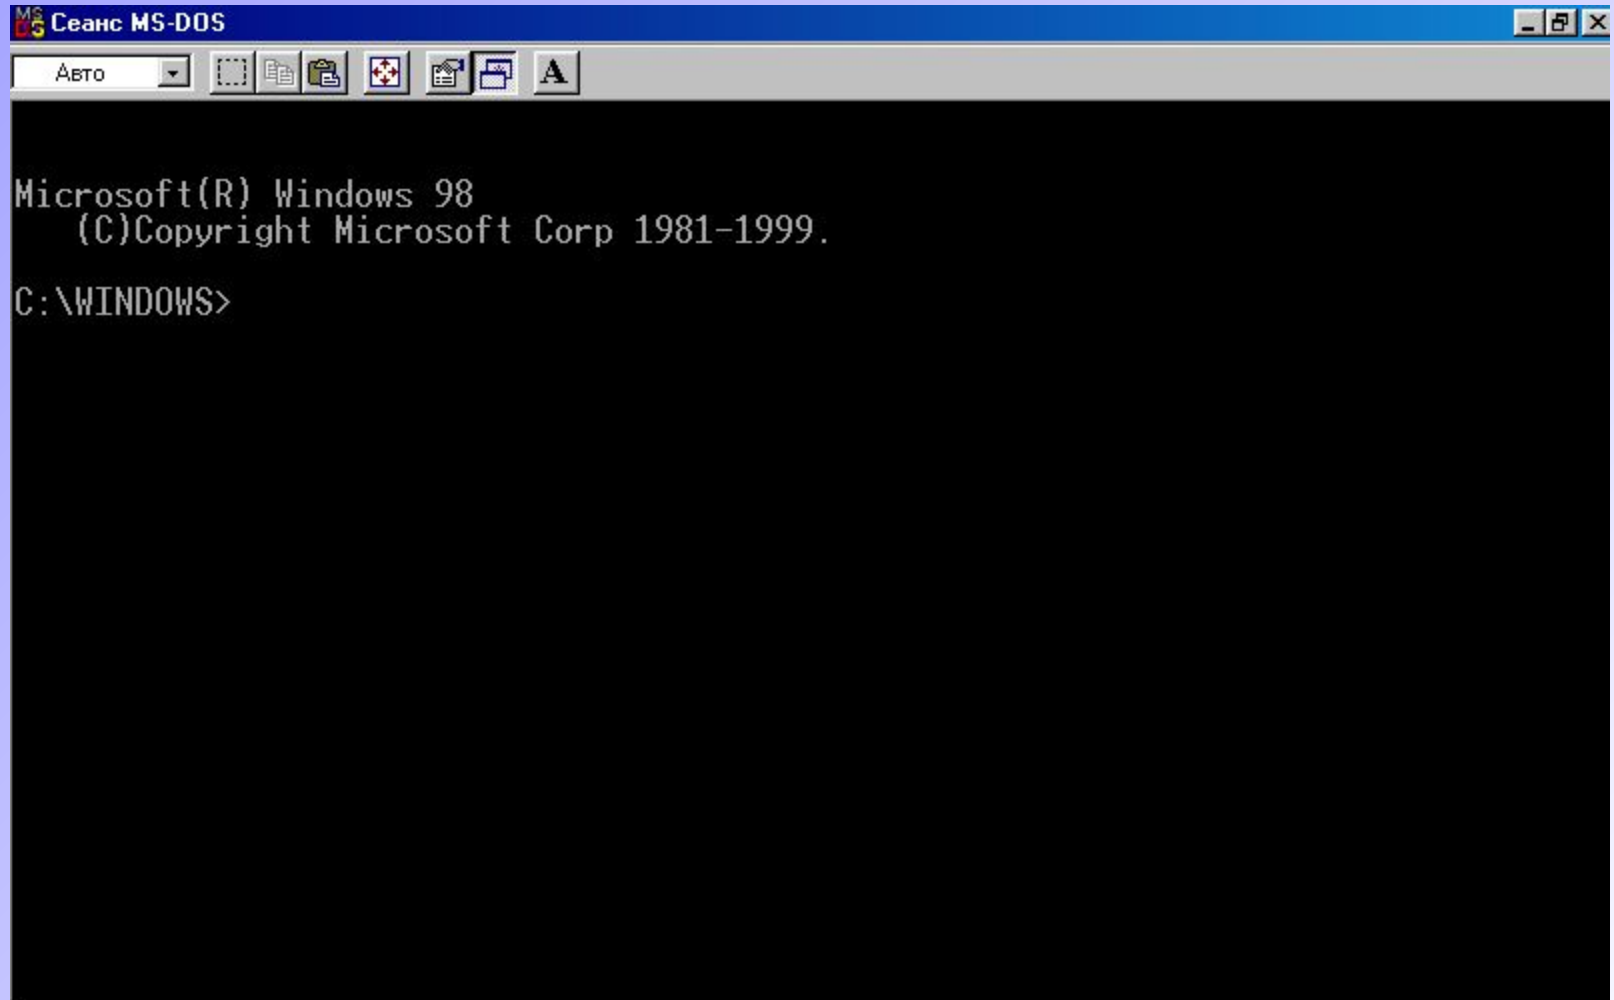 Сеанс MS-DOS
Авто
A
Microsoft(R) Windows 98
(C)Copyright Microsoft Corp 1981-1999.
C:\WINDOWS>